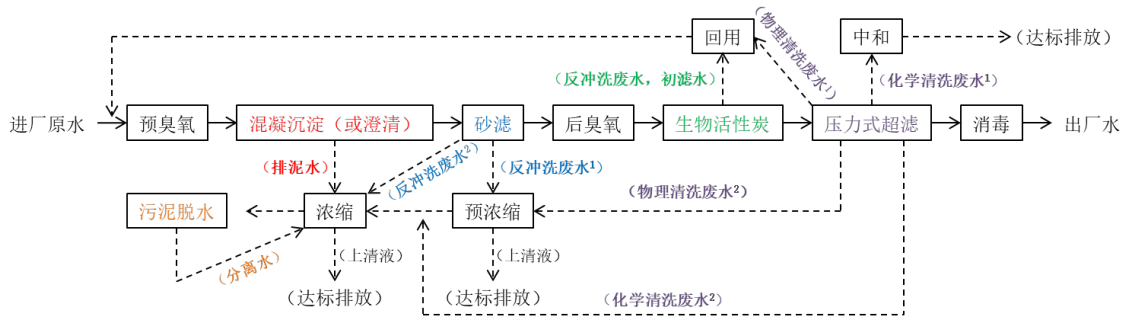 回用
中和
（达标排放）
（物理清洗废水¹）
（反冲洗废水，初滤水）
（化学清洗废水¹）
进厂原水
预臭氧
混凝沉淀（或澄清）
砂滤
后臭氧
生物活性炭
压力式超滤
消毒
出厂水
（排泥水）
（反冲洗废水²）
（反冲洗废水¹）
（物理清洗废水²）
污泥脱水
浓缩
预浓缩
（分离水）
（上清液）
（上清液）
（达标排放）
（达标排放）
（化学清洗废水²）